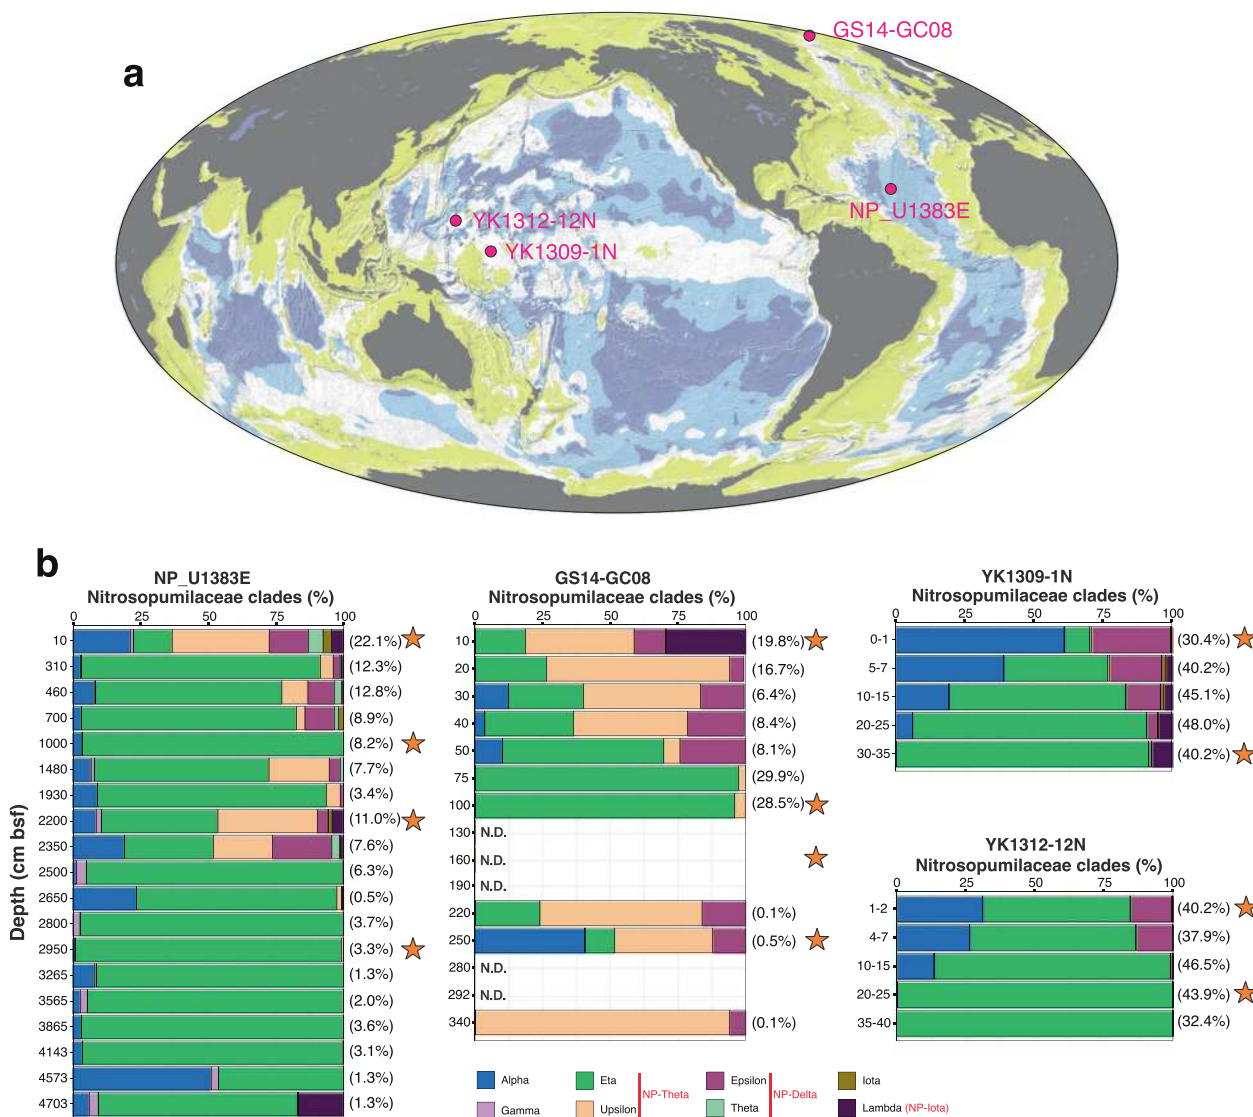 a
GS14-GC08
NP_U1383E
YK1312-12N
YK1309-1N
b
NP_U1383E
Nitrosopumilaceae clades (%)
0 25 50 75 100
Depth (cm bsf)
10 (22.1%)
310 (12.3%)
460 (12.8%)
700 (8.9%)
1000 (8.2%)
1480 (7.7%)
1930 (3.4%)
2200 (11.0%)
2350 (7.6%)
2500 (6.3%)
2650 (0.5%)
2800 (3.7%)
2950 (3.3%)
3265 (1.3%)
3565 (2.0%)
3865 (3.6%)
4143 (3.1%)
4573 (1.3%)
4703 (1.3%)
GS14-GC08
Nitrosopumilaceae clades (%)
0 25 50 75 100
10 (19.8%)
20 (16.7%)
30 (6.4%)
40 (8.4%)
50 (8.1%)
75 (29.9%)
100 (28.5%)
130 N.D.
160 N.D.
190 N.D.
220 (0.1%)
250 (0.5%)
280 N.D.
292 N.D.
340 (0.1%)
YK1309-1N
Nitrosopumilaceae clades (%)
0 25 50 75 100
0-1 (30.4%)
5-7 (40.2%)
10-15 (45.1%)
20-25 (48.0%)
30-35 (40.2%)
YK1312-12N
Nitrosopumilaceae clades (%)
0 25 50 75 100
1-2 (40.2%)
4-7 (37.9%)
10-15 (46.5%)
20-25 (43.9%)
35-40 (32.4%)
Alpha
Gamma
Eta
Upsilon
NP-Theta
Epsilon
Theta
NP-Delta
Iota
Lambda (NP-Iota)